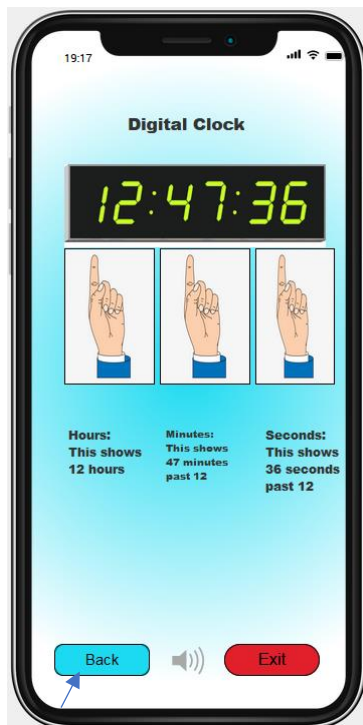 19:17
Digital Clock
12:47:36
Hours:
This shows
12 hours
Minutes:
This shows
47 minutes
past 12
Seconds:
This shows
36 seconds
past 12
Back
Exit